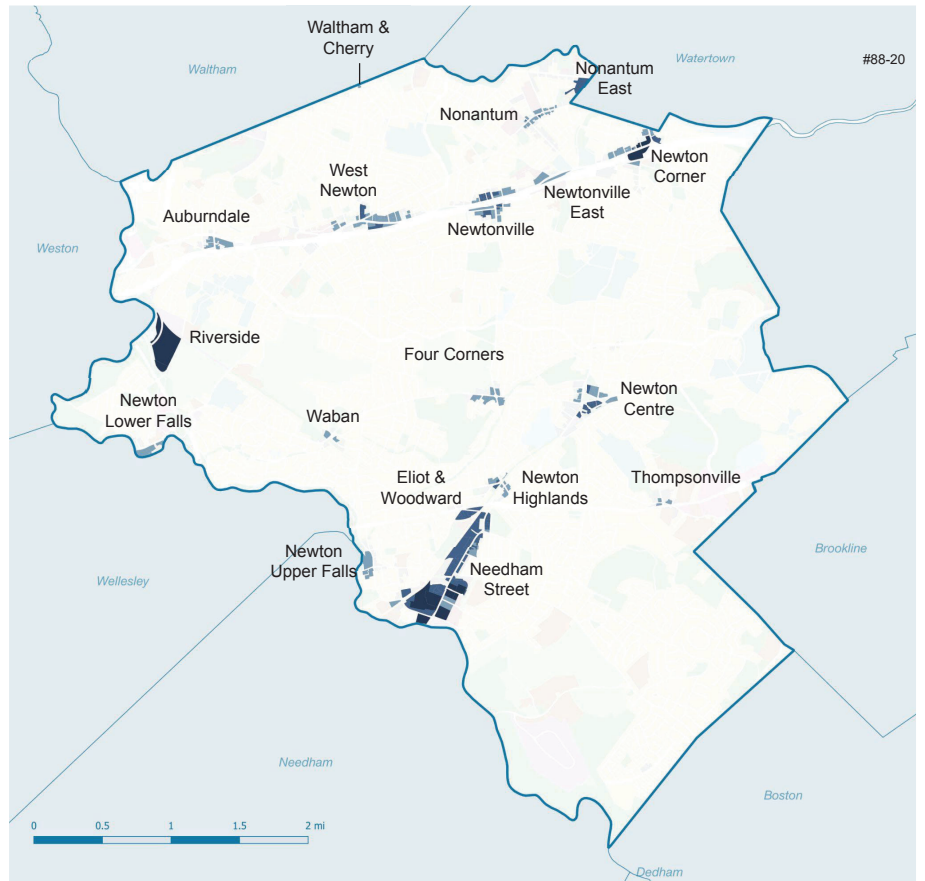 Waltham &
Cherry
Waltham
Watertown
#88-20
Nonantum
East
Nonantum
West
Newton
Newton
Corner
Newtonville
East
Auburndale
Newtonville
Weston
Riverside
Four Corners
Newton
Lower Falls
Newton
Centre
Waban
Eliot &
Woodward
Newton
Highlands
Thompsonville
Newton
Upper Falls
Needham
Street
Brookline
Wellesley
Needham
Boston
0 0.5 1 1.5 2 mi
Dedham